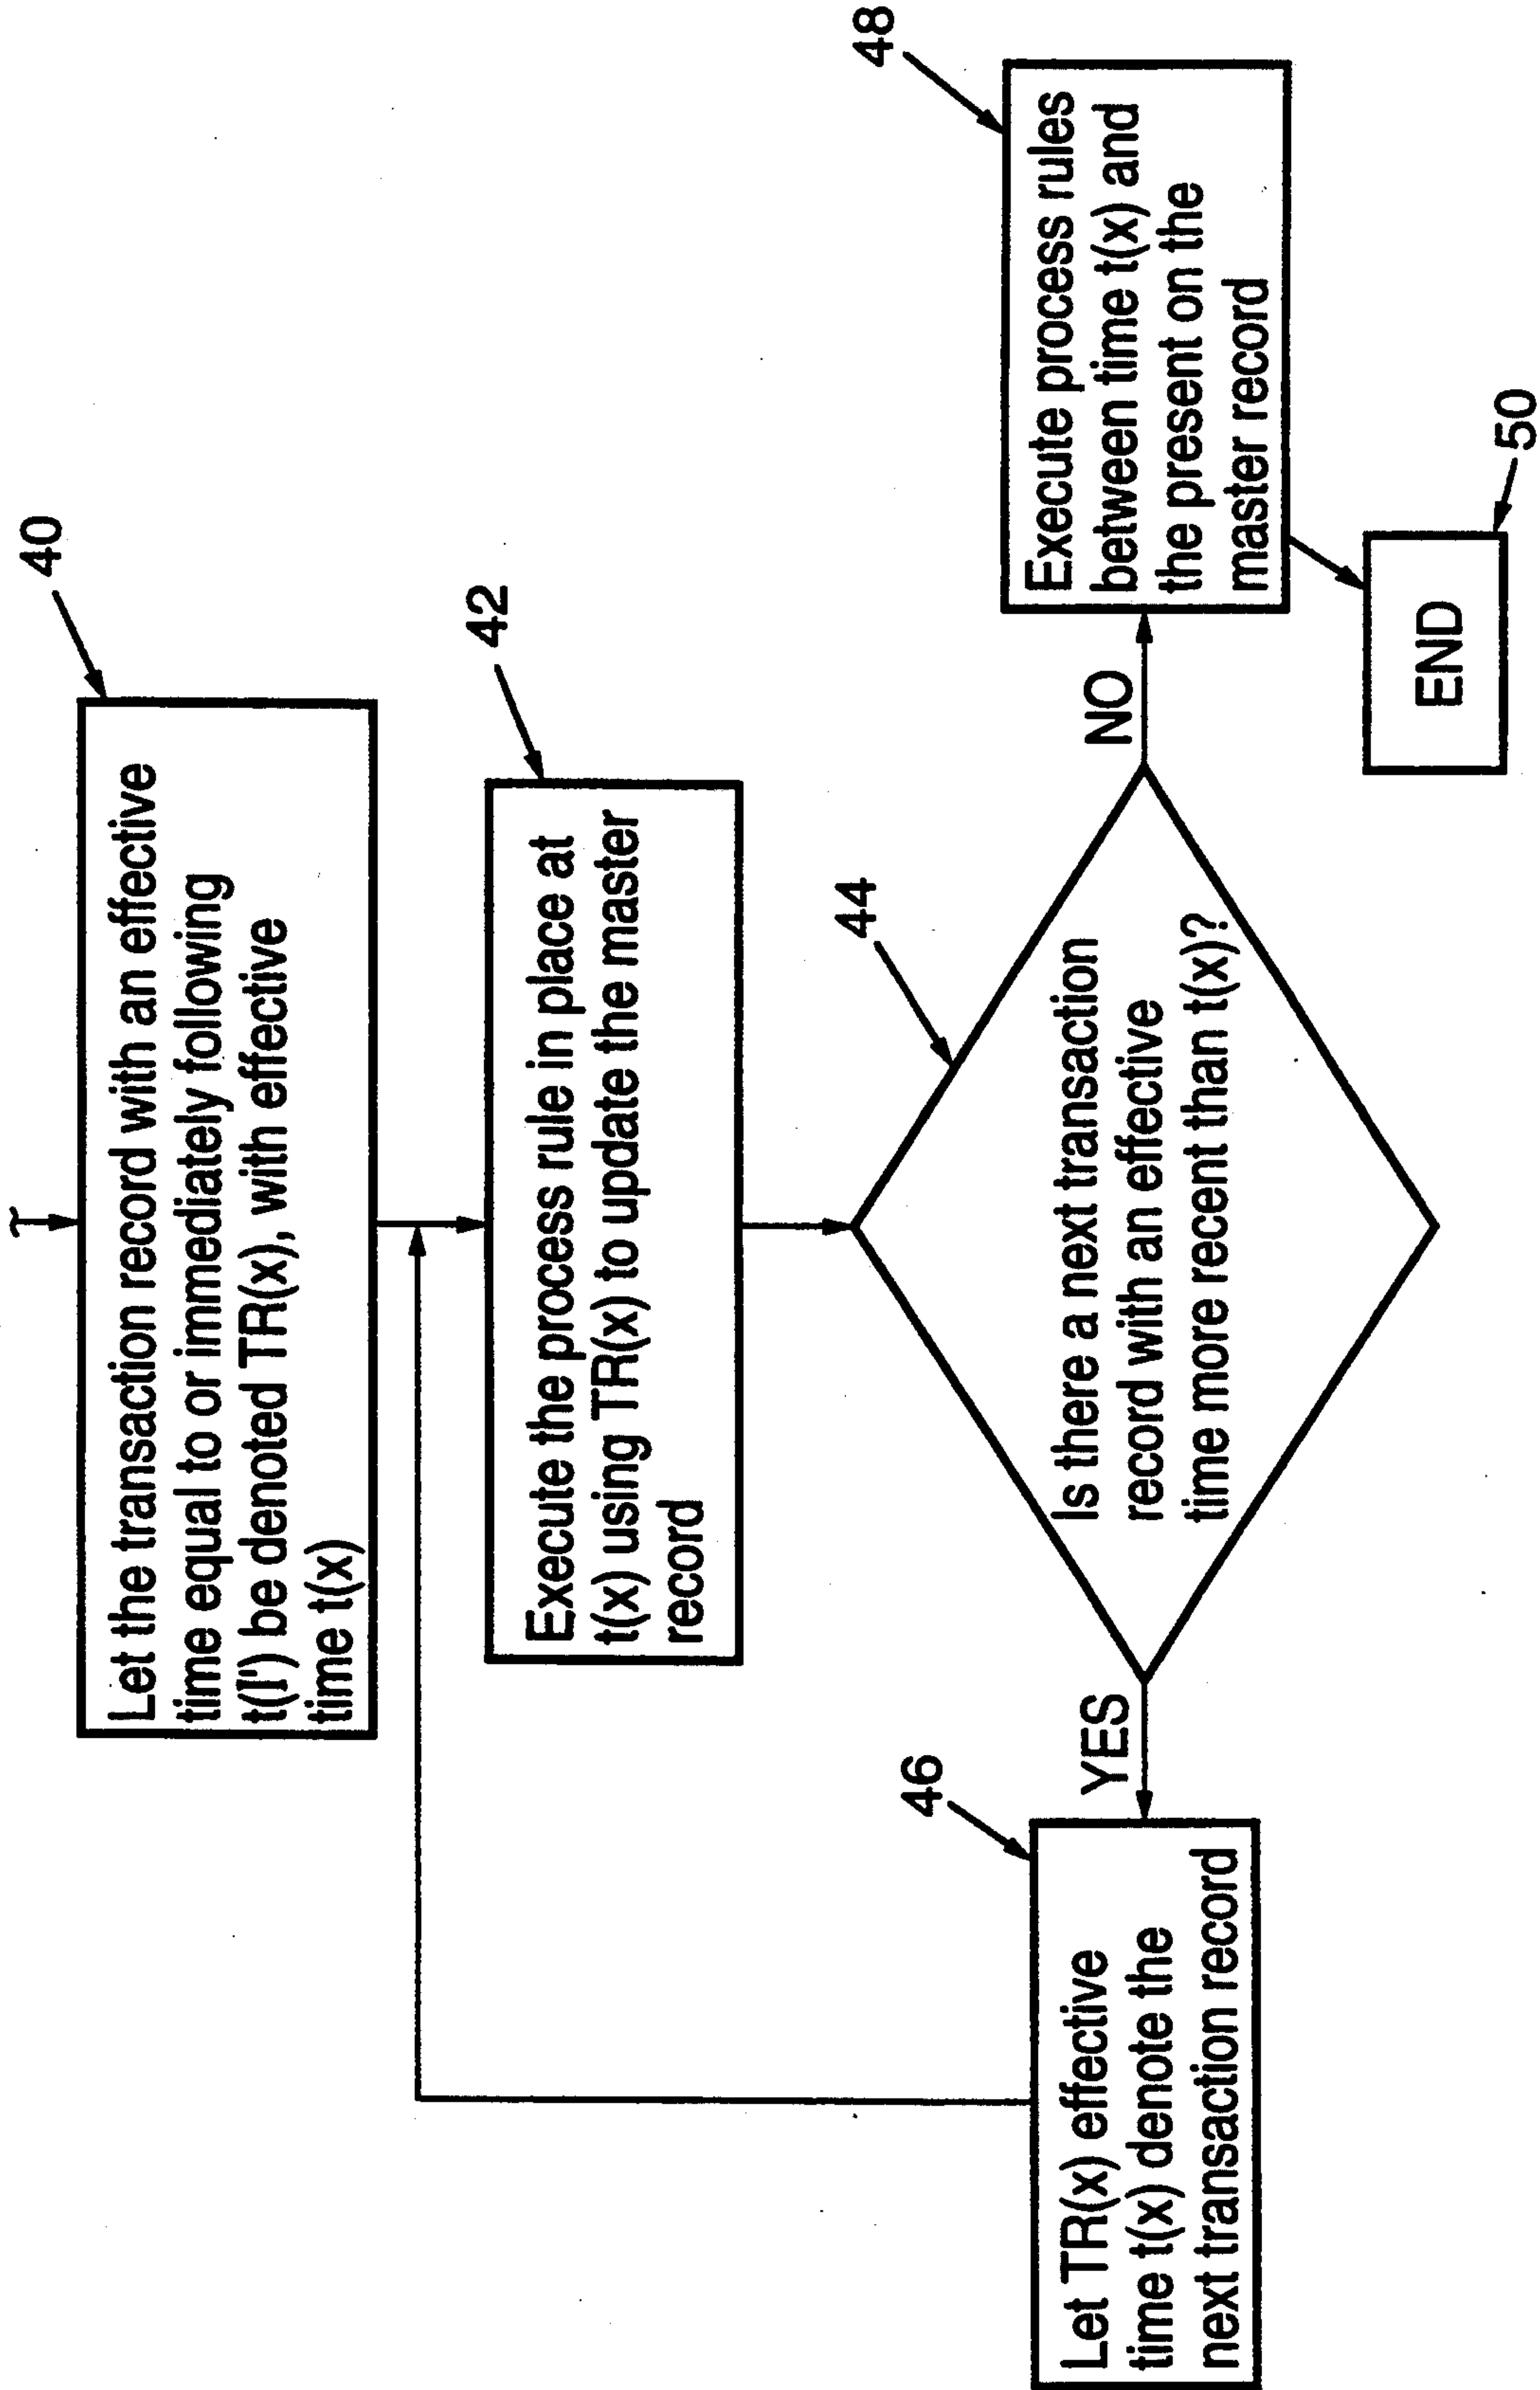 40
Let the transaction record with an effective
time equal to or immediately following
t(I') be denoted TR(x), with effective
time t(x)
42
Execute the process rule in place at
t(x) using TR(x) to update the master
record
44
Is there a next transaction
record with an effective
time more recent than t(x)?
YES
NO
46
Let TR(x) effective
time t(x) denote the
next transaction record
48
Execute process rules
between time t(x) and
the present on the
master record
END
50